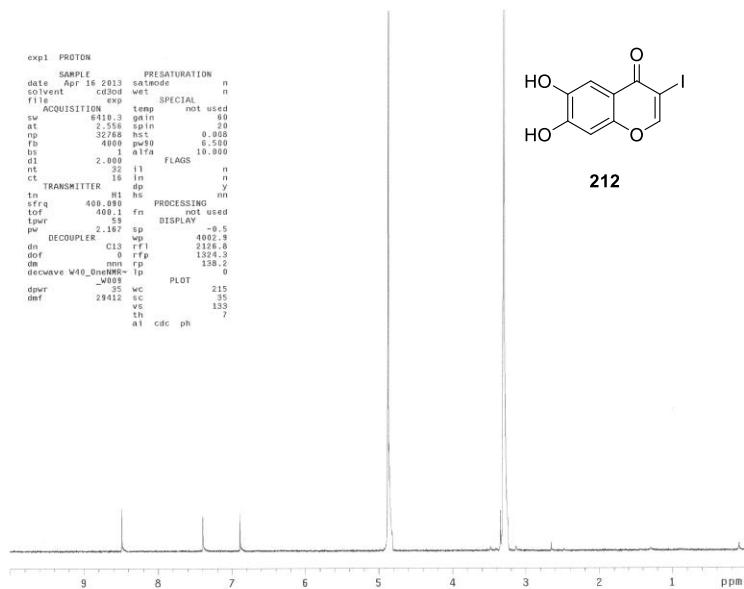 exp1 PROTON
SAMPLE PRESATURATION
date Apr 16 2013 satmode n
solvent cd3od wet n
file exp SPECIAL
ACQUISITION temp not used
sw 6410.3 gain 60
at 2.556 spin 20
np 32768 hst 0.008
fb 4000 pw90 6.500
bs 1 alfa 10.000
d1 2.000 FLAGS
nt 32 il n
ct 16 in n
TRANSMITTER dp y
tn H1 hs nn
sfrq 400.090 PROCESSING
tof 400.1 fn not used
tpwr 59 DISPLAY
pw 2.167 sp -0.5
DECOUPLER wp 4002.9
dn C13 rfl 2126.8
dof 0 rfp 1324.3
dm nnn rp 138.2
decwave W40_OneNMR~ lp 0
_W009 PLOT
dpwr 35 wc 215
dmf 29412 sc 35
vs 133
th 7
ai cdc ph
O
HO I
HO O
212
9 8 7 6 5 4 3 2 1 ppm